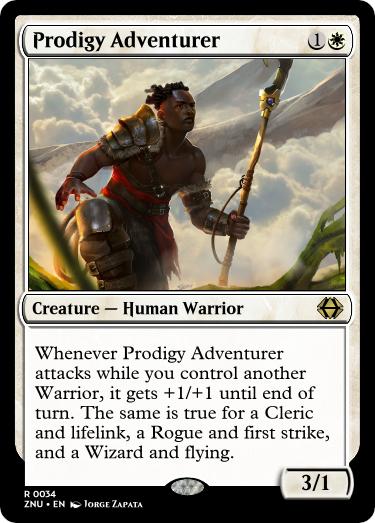 Prodigy Adventurer 1
Creature — Human Warrior
Whenever Prodigy Adventurer
attacks while you control another
Warrior, it gets +1/+1 until end of
turn. The same is true for a Cleric
and lifelink, a Rogue and first strike,
and a Wizard and flying.
3/1
R 0034
ZNU • EN Jorge Zapata